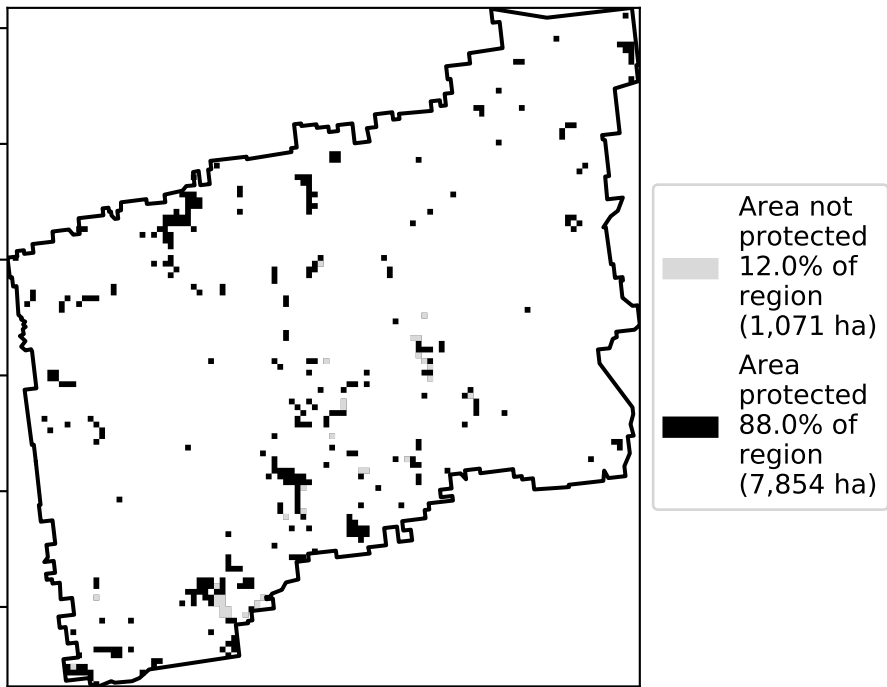 Area not
protected
12.0% of
region
(1,071 ha)
Area
protected
88.0% of
region
(7,854 ha)